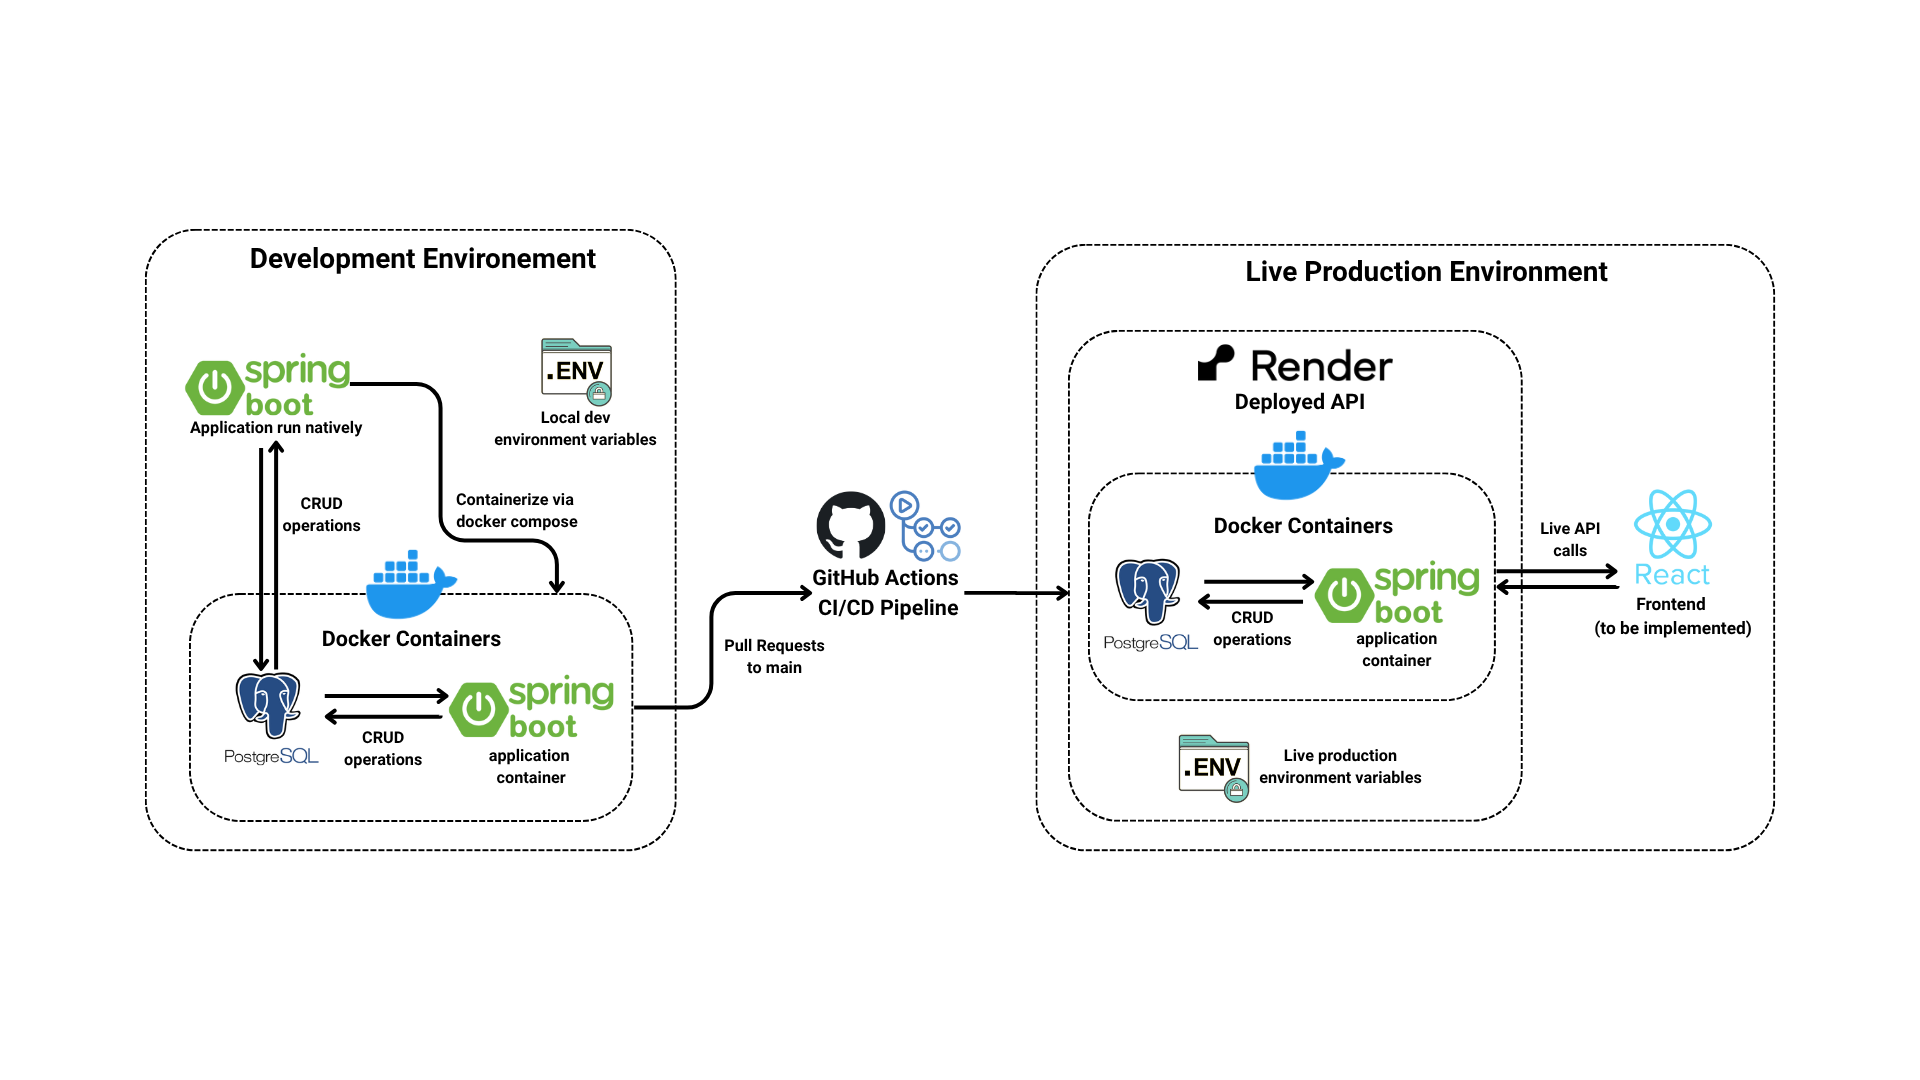 Development Environement
spring
boot
Application run natively
.ENV
Local dev
environment variables
CRUD
operations
Containerize via
docker compose
Docker Containers
PostgreSQL
CRUD
operations
spring
boot
application
container
Pull Requests
to main
GitHub Actions
CI/CD Pipeline
Live Production Environment
Render
Deployed API
Docker Containers
PostgreSQL
CRUD
operations
spring
boot
application
container
.ENV
Live production
environment variables
Live API
calls
React
Frontend
(to be implemented)